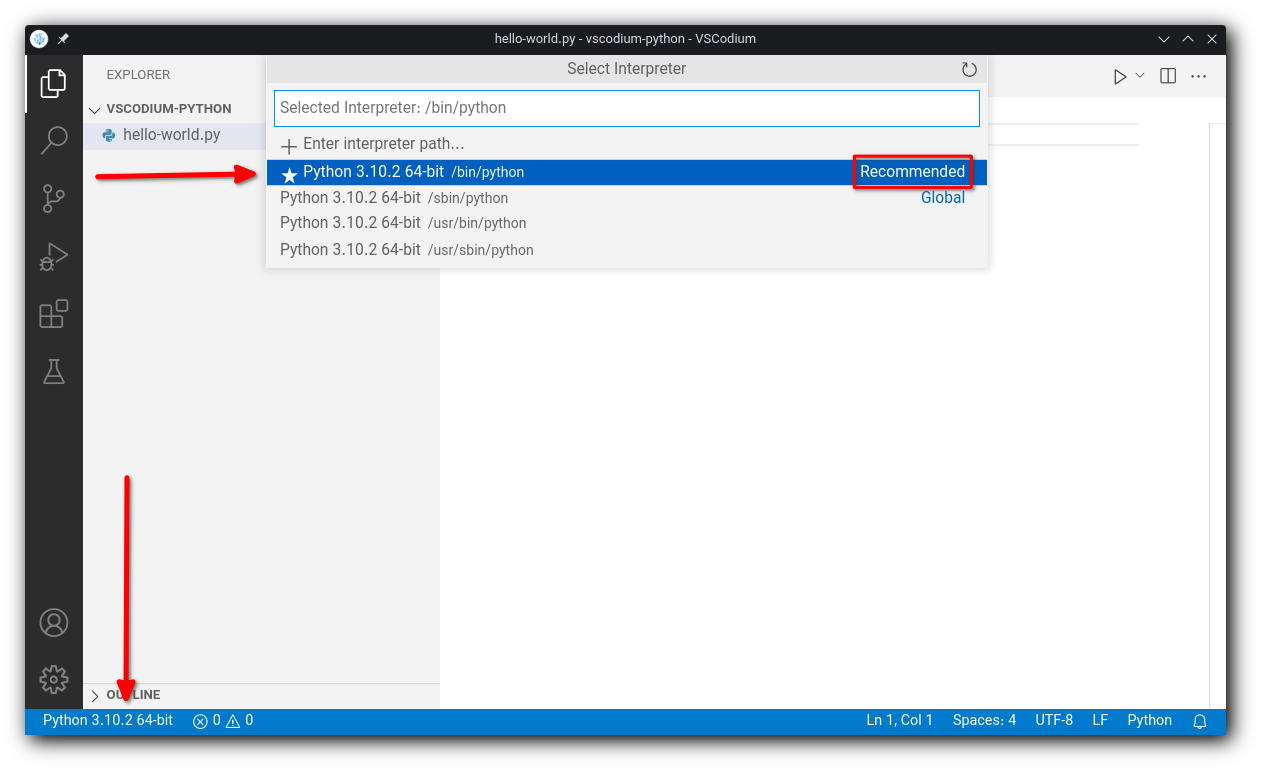 hello-world.py - vscodium-python - VSCodium
EXPLORER
VSCODIUM-PYTHON
hello-world.py
Select Interpreter
Selected Interpreter: /bin/python
Enter interpreter path...
Python 3.10.2 64-bit /bin/python Recommended
Python 3.10.2 64-bit /sbin/python Global
Python 3.10.2 64-bit /usr/bin/python
Python 3.10.2 64-bit /usr/sbin/python
OUTLINE
Python 3.10.2 64-bit 0 0 Ln 1, Col 1 Spaces: 4 UTF-8 LF Python